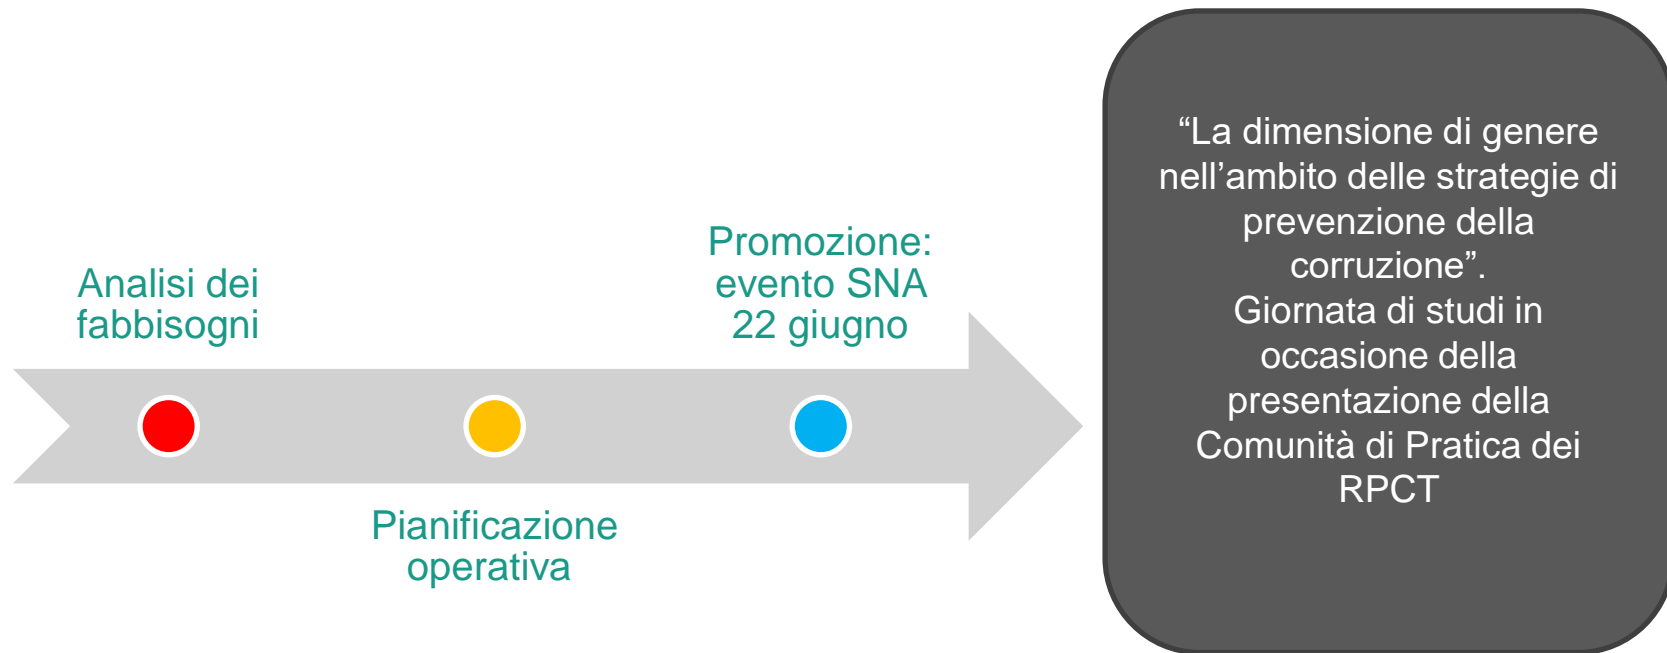 Analisi dei
fabbisogni
Pianificazione
operativa
Promozione:
evento SNA
22 giugno
“La dimensione di genere
nell’ambito delle strategie di
prevenzione della
corruzione”.
Giornata di studi in
occasione della
presentazione della
Comunità di Pratica dei
RPCT